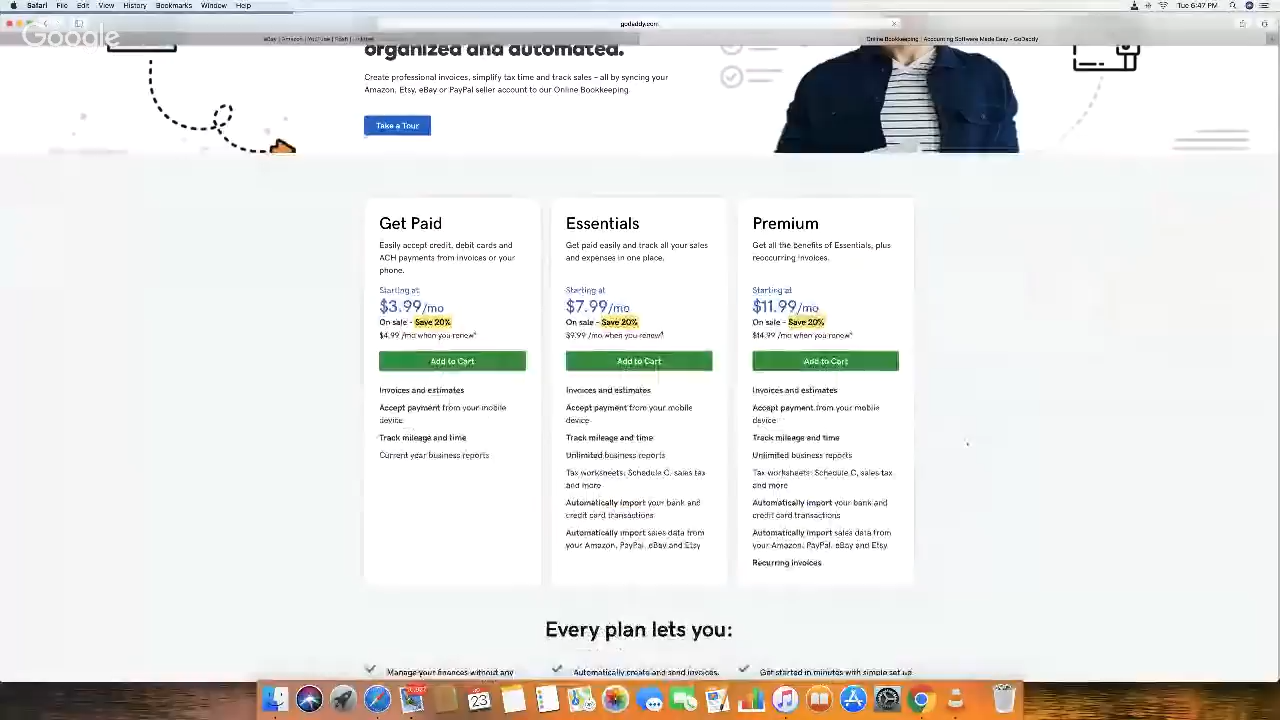 Safari File Edit View History Bookmarks Window Help
Tue 6:47 PM
godaddy.com
Google
Online Bookkeeping | Accounting Software Made Easy - GoDaddy
organized and automated.
Create professional invoices, simplify tax time and track sales - all by syncing your
Amazon, Etsy, eBay or PayPal seller account to our Online Bookkeeping.
Take a Tour
Get Paid
Easily accept credit, debit cards and
ACH payments from invoices or your
phone.
Starting at
$3.99/mo
On sale - Save 20%
$4.99 /mo when you renew⁴
Add to Cart
Invoices and estimates
Accept payment from your mobile
device
Track mileage and time
Current year business reports
Essentials
Get paid easily and track all your sales
and expenses in one place.
Starting at
$7.99/mo
On sale - Save 20%
$9.99 /mo when you renew⁴
Add to Cart
Invoices and estimates
Accept payment from your mobile
device
Track mileage and time
Unlimited business reports
Tax worksheets: Schedule C, sales tax
and more
Automatically import your bank and
credit card transactions
Automatically import sales data from
your Amazon, PayPal, eBay and Etsy
Premium
Get all the benefits of Essentials, plus
reoccurring invoices.
Starting at
$11.99/mo
On sale - Save 20%
$14.99 /mo when you renew⁴
Add to Cart
Invoices and estimates
Accept payment from your mobile
device
Track mileage and time
Unlimited business reports
Tax worksheets: Schedule C, sales tax
and more
Automatically import your bank and
credit card transactions
Automatically import sales data from
your Amazon, PayPal, eBay and Etsy
Recurring invoices
Every plan lets you:
Manage your finances without any
Automatically create and send invoices.
Get started in minutes with simple set up
23